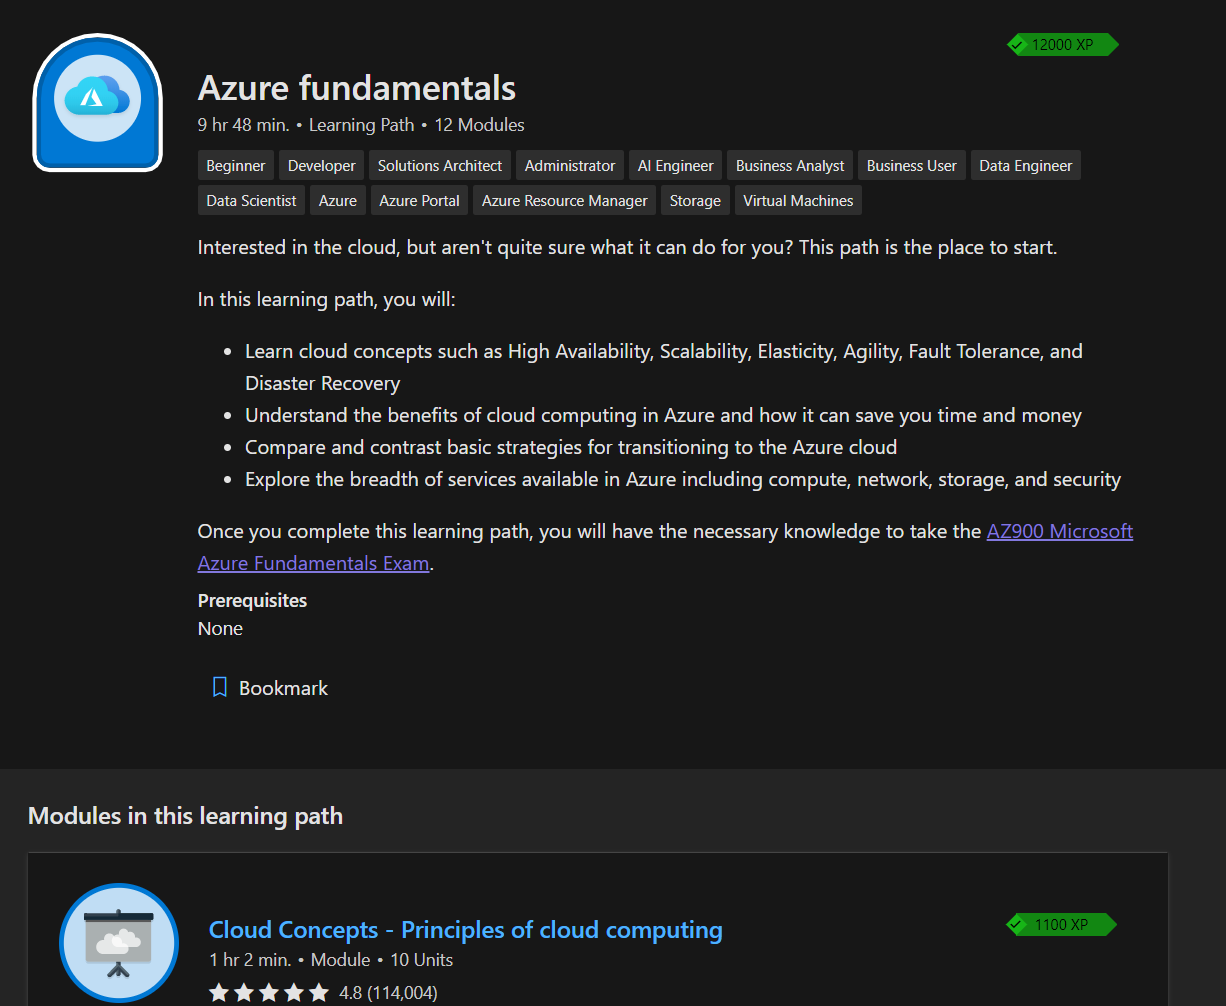 12000 XP
Azure fundamentals
9 hr 48 min. • Learning Path • 12 Modules
Beginner Developer Solutions Architect Administrator AI Engineer Business Analyst Business User Data Engineer
Data Scientist Azure Azure Portal Azure Resource Manager Storage Virtual Machines
Interested in the cloud, but aren't quite sure what it can do for you? This path is the place to start.
In this learning path, you will:
• Learn cloud concepts such as High Availability, Scalability, Elasticity, Agility, Fault Tolerance, and
Disaster Recovery
• Understand the benefits of cloud computing in Azure and how it can save you time and money
• Compare and contrast basic strategies for transitioning to the Azure cloud
• Explore the breadth of services available in Azure including compute, network, storage, and security
Once you complete this learning path, you will have the necessary knowledge to take the AZ900 Microsoft
Azure Fundamentals Exam.
Prerequisites
None
Bookmark
Modules in this learning path
Cloud Concepts - Principles of cloud computing
1100 XP
1 hr 2 min. • Module • 10 Units
4.8 (114,004)